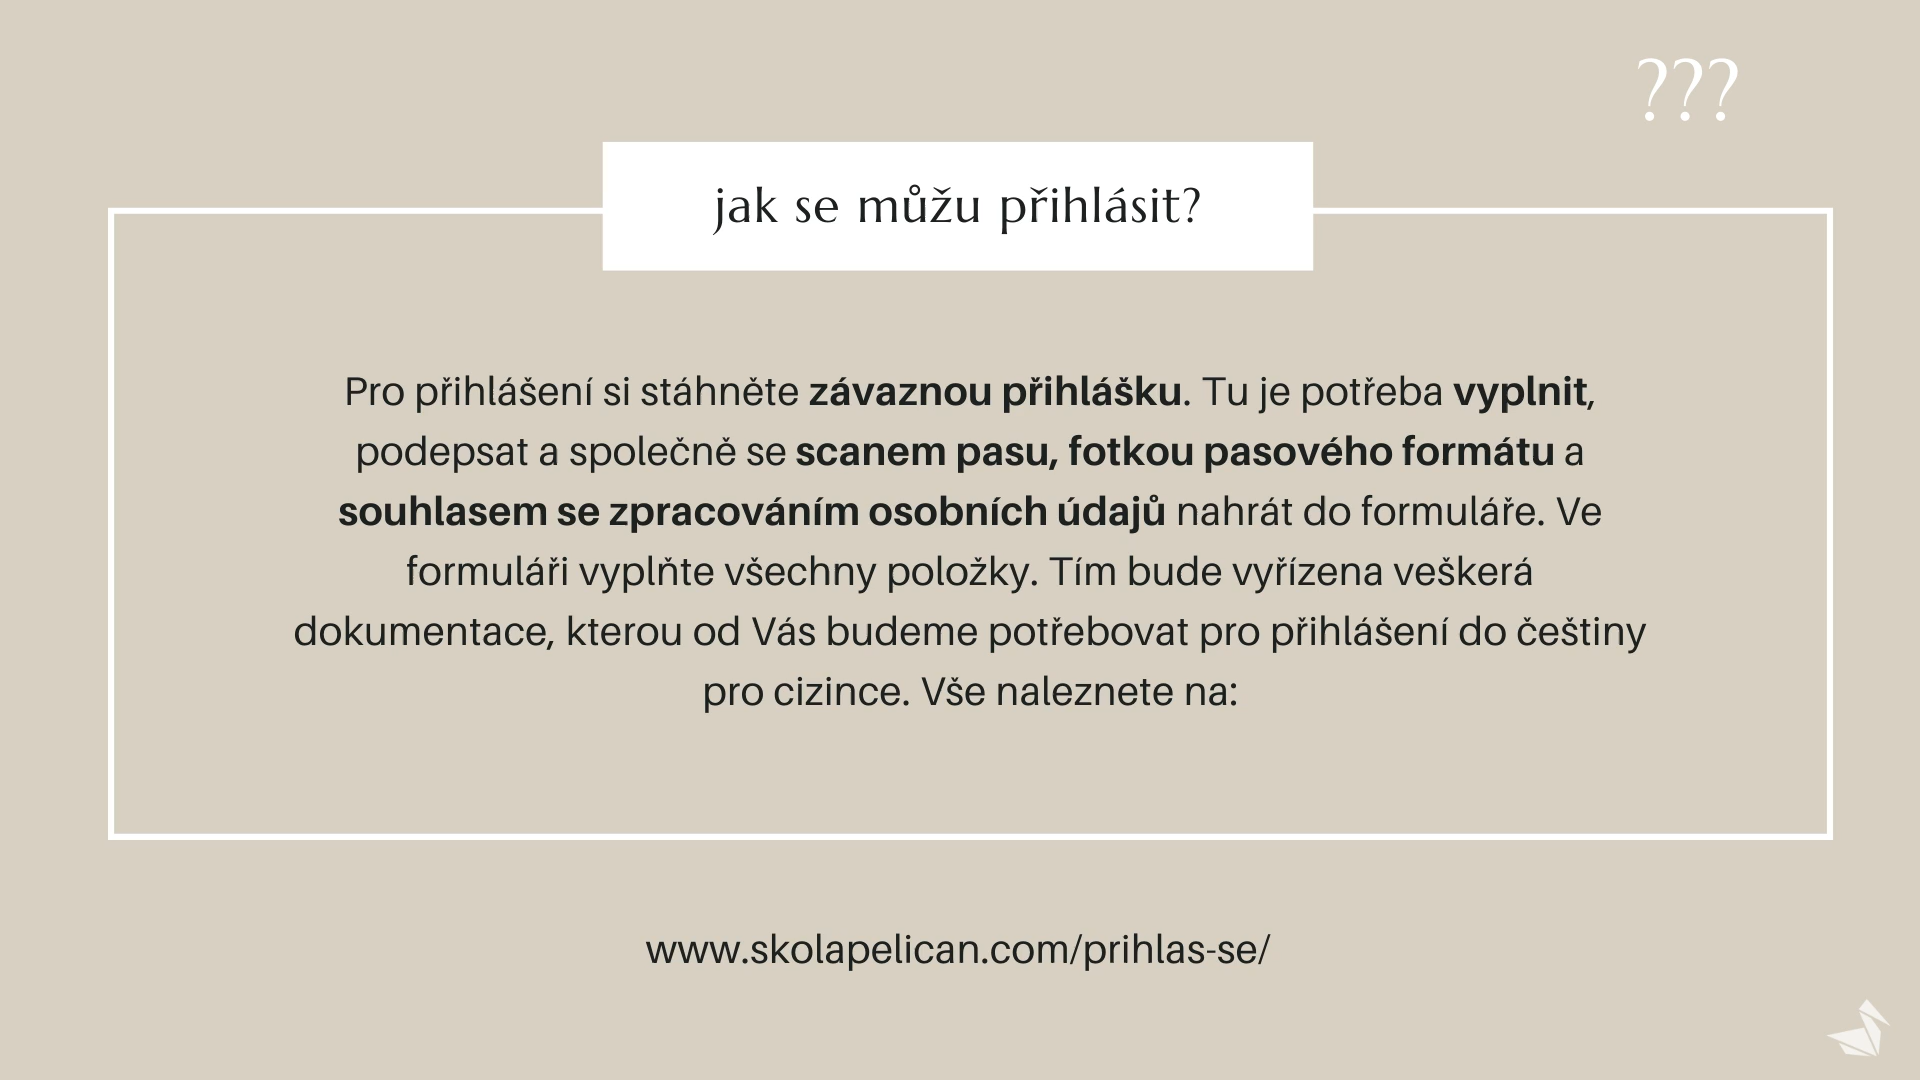 ???
jak se můžu přihlásit?
Pro přihlášení si stáhněte závaznou přihlášku. Tu je potřeba vyplnit,
podepsat a společně se scanem pasu, fotkou pasového formátu a
souhlasem se zpracováním osobních údajů nahrát do formuláře. Ve
formuláři vyplňte všechny položky. Tím bude vyřízena veškerá
dokumentace, kterou od Vás budeme potřebovat pro přihlášení do češtiny
pro cizince. Vše naleznete na:
www.skolapelican.com/prihlas-se/